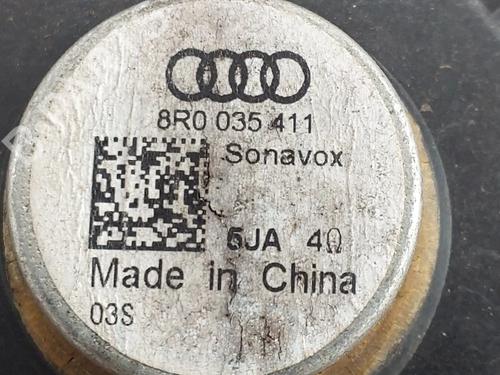 8R0 035 411
Sonavox
5JA 4Ω
Made in China
03S